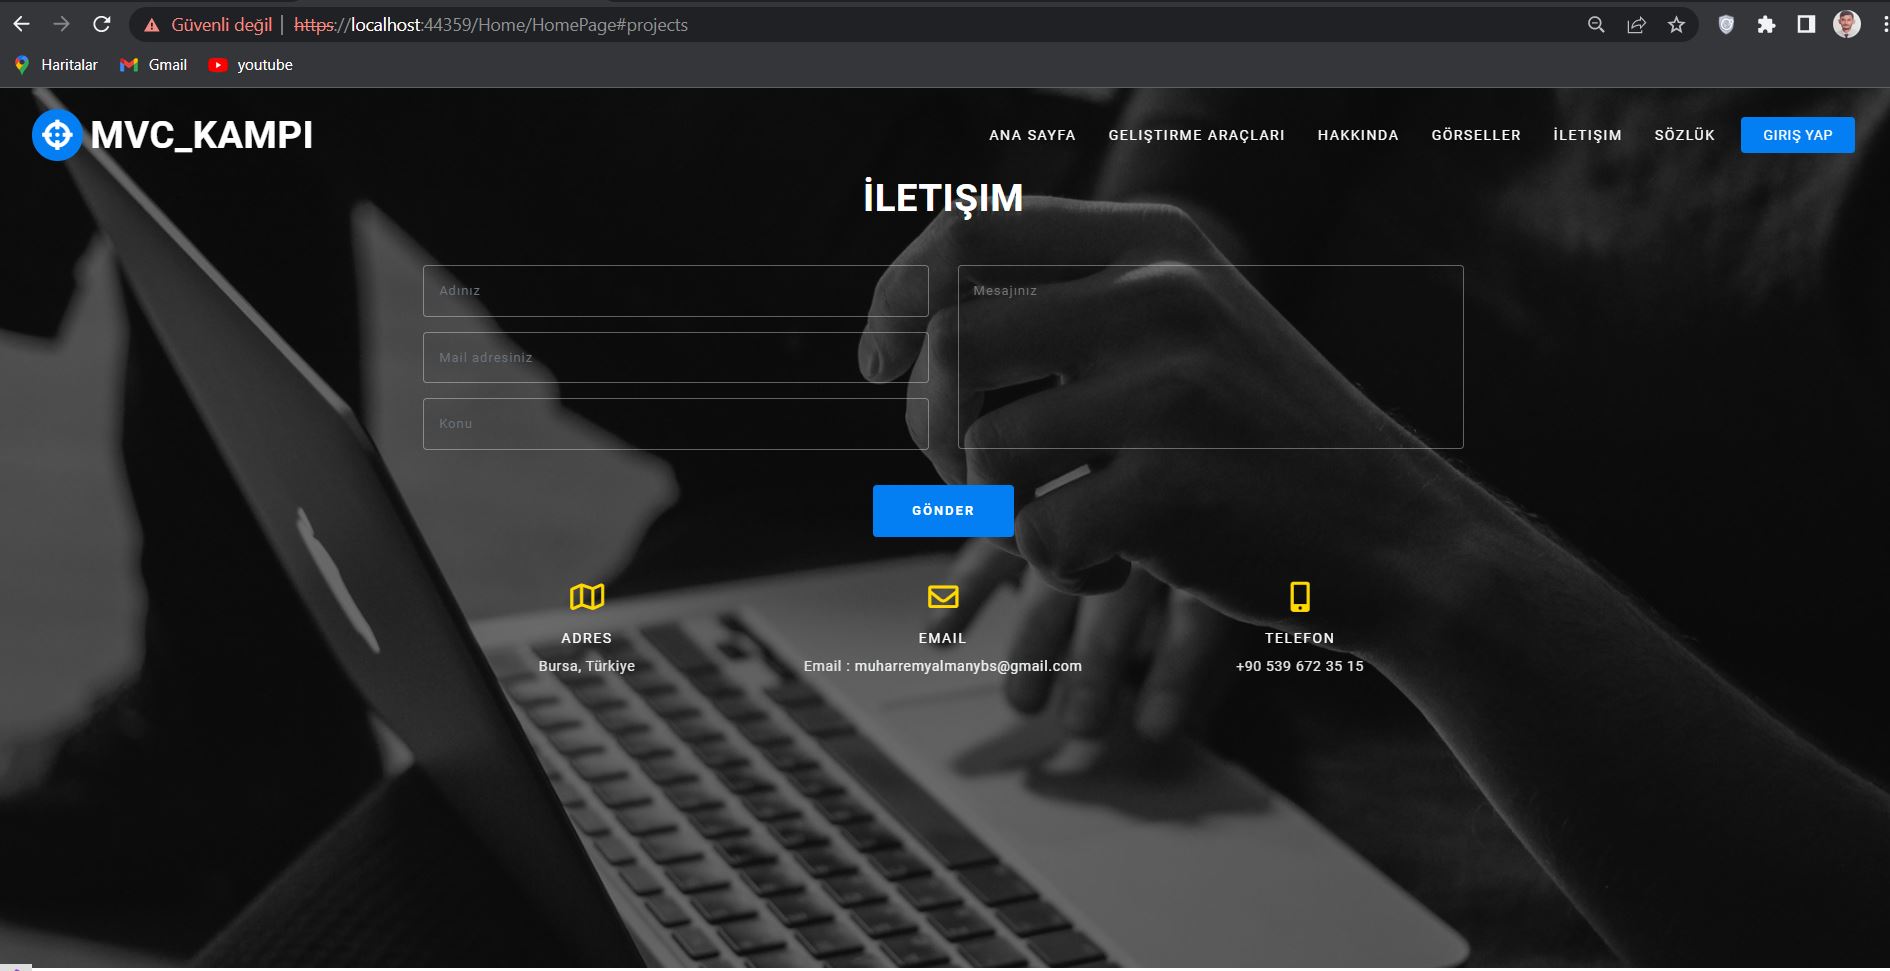 Güvenli değil | https://localhost:44359/Home/HomePage#projects
Haritalar Gmail youtube
MVC_KAMPI ANA SAYFA GELIŞTIRME ARAÇLARI HAKKINDA GÖRSELLER İLETIŞIM SÖZLÜK GIRIŞ YAP
İLETIŞIM
Adınız
Mesajınız
Mail adresiniz
Konu
GÖNDER
ADRES
Bursa, Türkiye
EMAIL
Email : muharremyalmanybs@gmail.com
TELEFON
+90 539 672 35 15